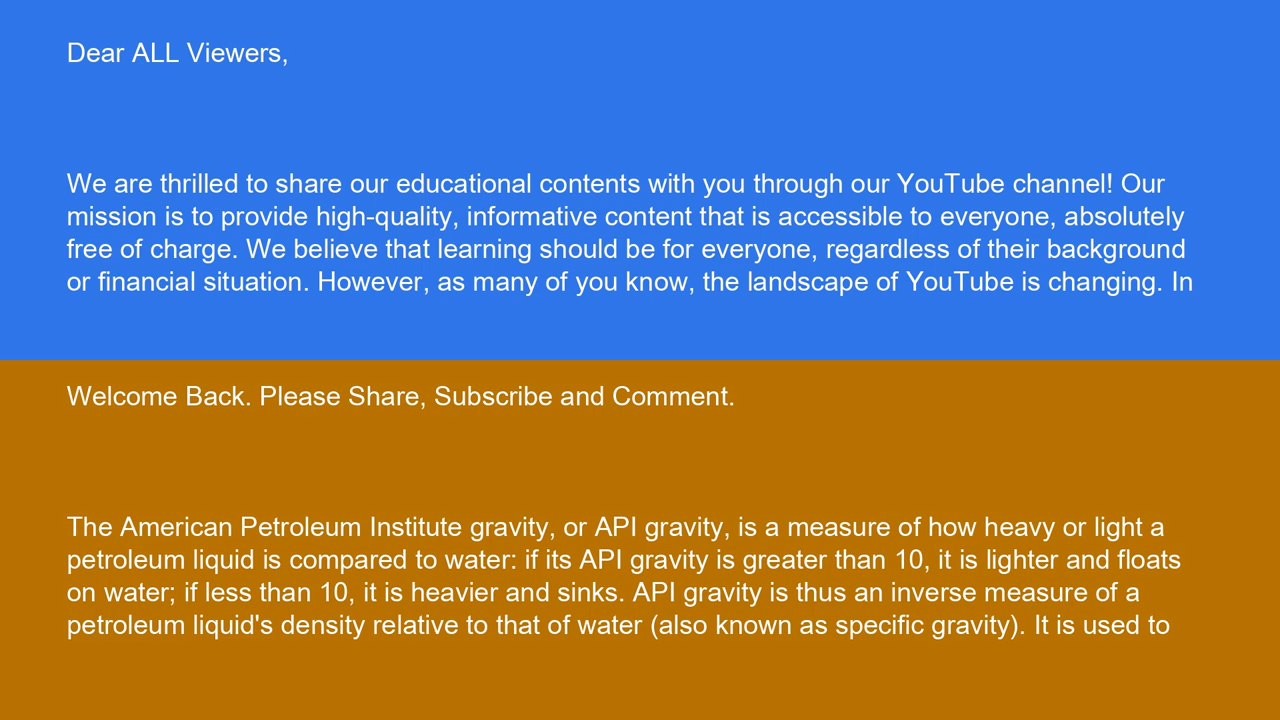 Dear ALL Viewers,
We are thrilled to share our educational contents with you through our YouTube channel! Our
mission is to provide high-quality, informative content that is accessible to everyone, absolutely
free of charge. We believe that learning should be for everyone, regardless of their background
or financial situation. However, as many of you know, the landscape of YouTube is changing. In
Welcome Back. Please Share, Subscribe and Comment.
The American Petroleum Institute gravity, or API gravity, is a measure of how heavy or light a
petroleum liquid is compared to water: if its API gravity is greater than 10, it is lighter and floats
on water; if less than 10, it is heavier and sinks. API gravity is thus an inverse measure of a
petroleum liquid's density relative to that of water (also known as specific gravity). It is used to